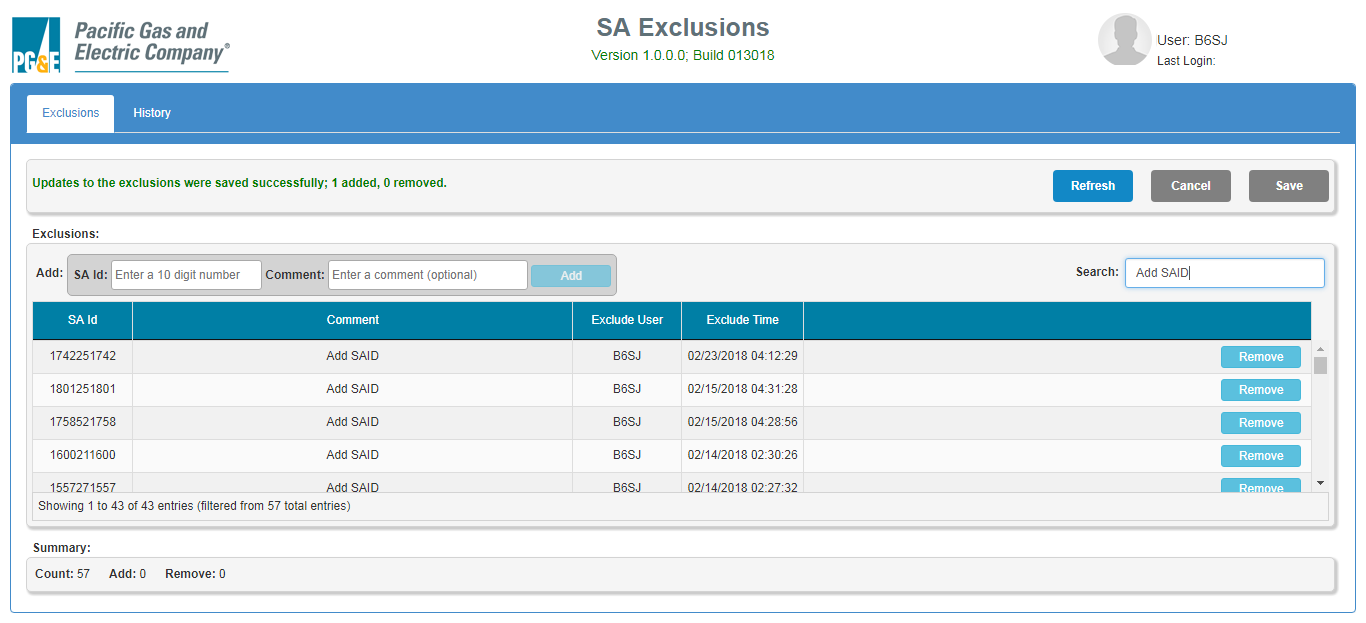 PG&E Pacific Gas and
Electric Company®
SA Exclusions
Version 1.0.0.0; Build 013018
User: B6SJ
Last Login:
Exclusions History
Updates to the exclusions were saved successfully; 1 added, 0 removed.
Refresh Cancel Save
Exclusions:
Add: SA Id: Enter a 10 digit number Comment: Enter a comment (optional) Add Search: Add SAID
SA Id Comment Exclude User Exclude Time
1742251742 Add SAID B6SJ 02/23/2018 04:12:29 Remove
1801251801 Add SAID B6SJ 02/15/2018 04:31:28 Remove
1758521758 Add SAID B6SJ 02/15/2018 04:28:56 Remove
1600211600 Add SAID B6SJ 02/14/2018 02:30:26 Remove
1557271557 Add SAID B6SJ 02/14/2018 02:27:32 Remove
Showing 1 to 43 of 43 entries (filtered from 57 total entries)
Summary:
Count: 57 Add: 0 Remove: 0